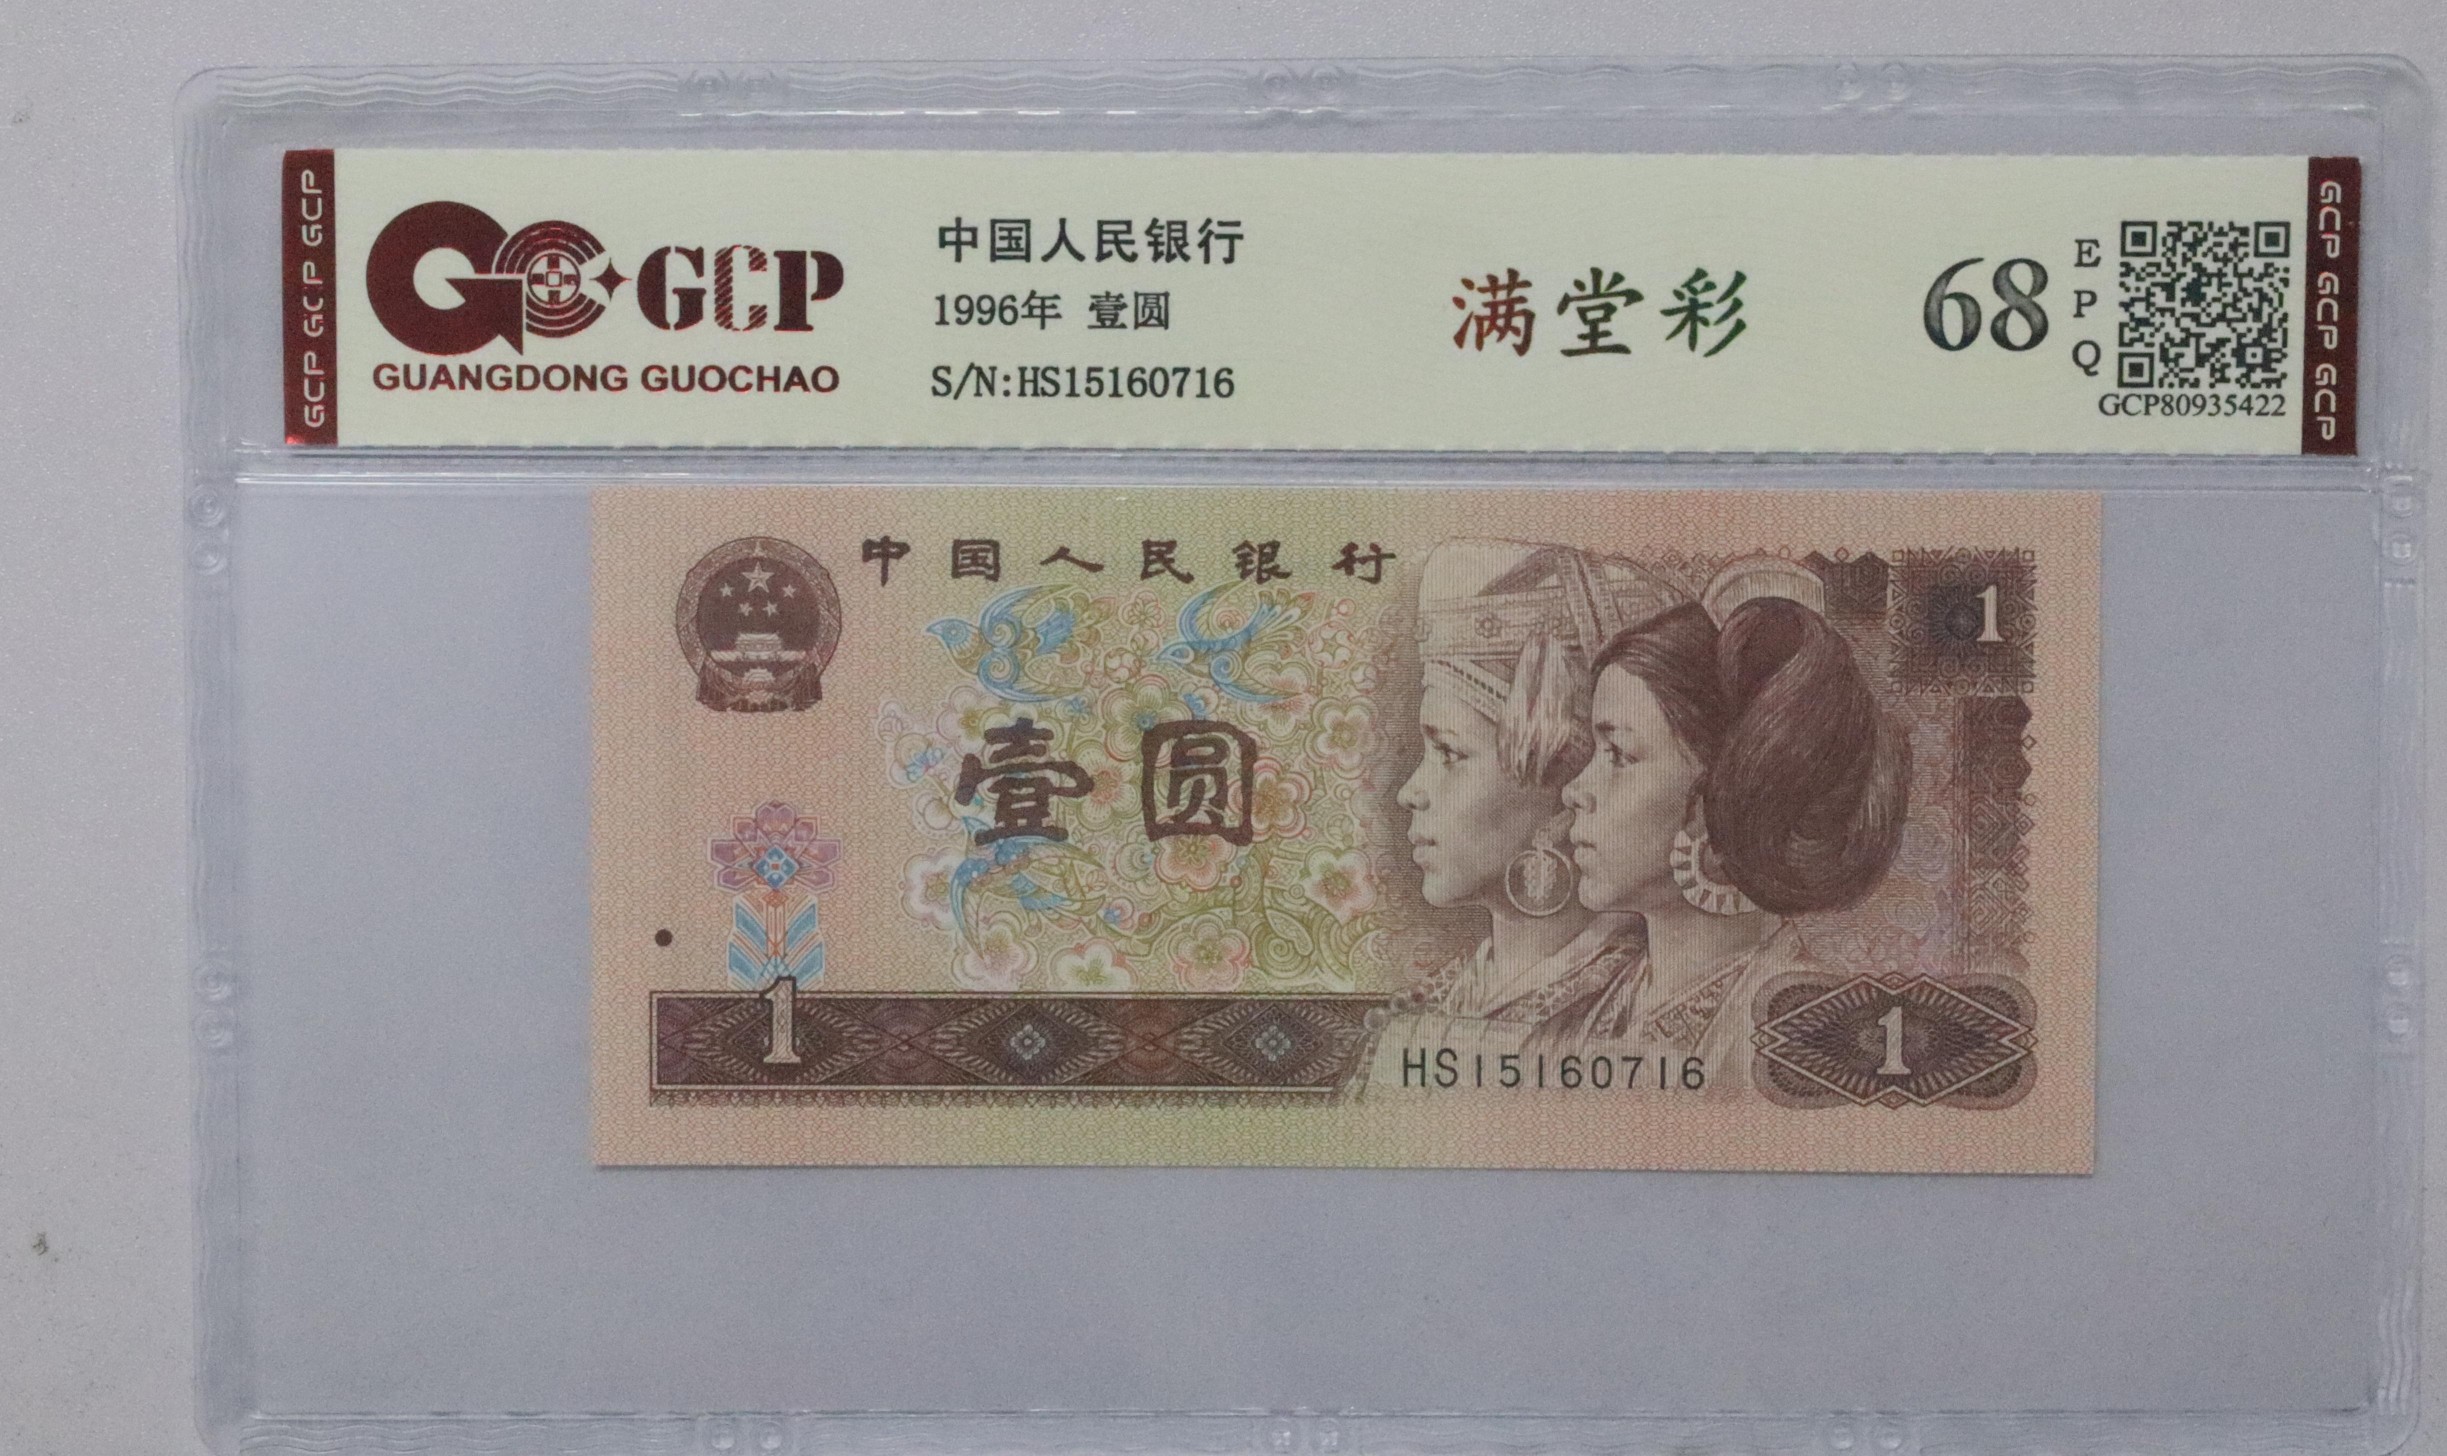 GCP GCP GCP
GCP
GUANGDONG GUOCHAO
中国人民银行
1996年 壹圆
S/N:HS15160716
满堂彩
68
E
P
Q
GCP80935422
GCP GCP GCP
中国人民银行
1
壹圆
1
1
HS15160716